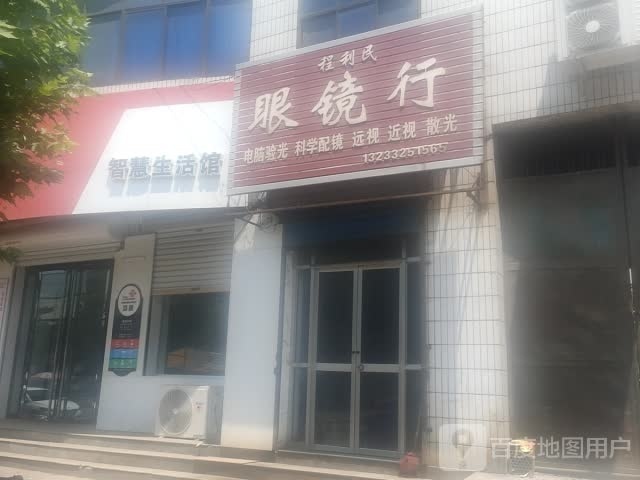 程利民
眼镜行
电脑验光 科学配镜 远视 近视 散光
13233251565
智慧生活馆
百度地图用户